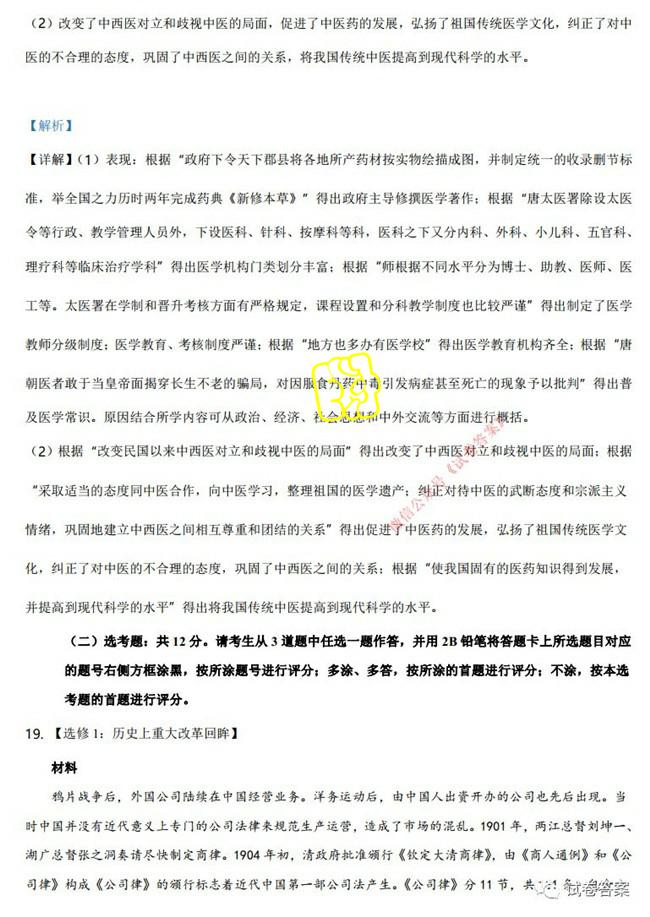 （2）改变了中西医对立和歧视中医的局面，促进了中医药的发展，弘扬了祖国传统医学文化，纠正了对中
医的不合理的态度，巩固了中西医之间的关系，将我国传统中医提高到现代科学的水平。
【解析】
【详解】（1）表现：根据“政府下令天下郡县将各地所产药材按实物绘描成图，并制定统一的收录删节标
准，举全国之力历时两年完成药典《新修本草》”得出政府主导修撰医学著作；根据“唐太医署除设太医
令等行政、教学管理人员外，下设医科、针科、按摩科等科，医科之下又分内科、外科、小儿科、五官科、
理疗科等临床治疗学科”得出医学机构门类划分丰富；根据“师根据不同水平分为博士、助教、医师、医
工等。太医署在学制和晋升考核方面有严格规定，课程设置和分科教学制度也比较严谨”得出制定了医学
教师分级制度；医学教育、考核制度严谨；根据“地方也多办有医学校”得出医学教育机构齐全；根据“唐
朝医者敢于当皇帝面揭穿长生不老的骗局，对因服食丹药中毒引发病症甚至死亡的现象予以批判”得出普
及医学常识。原因结合所学内容可从政治、经济、社会思想和中外交流等方面进行概括。
（2）根据“改变民国以来中西医对立和歧视中医的局面”得出改变了中西医对立和歧视中医的局面；根据
“采取适当的态度同中医合作，向中医学习，整理祖国的医学遗产；纠正对待中医的武断态度和宗派主义
情绪，巩固地建立中西医之间相互尊重和团结的关系”得出促进了中医药的发展，弘扬了祖国传统医学文
化，纠正了对中医的不合理的态度，巩固了中西医之间的关系；根据“使我国固有的医药知识得到发展，
并提高到现代科学的水平”得出将我国传统中医提高到现代科学的水平。
（二）选考题：共 12 分。请考生从 3 道题中任选一题作答，并用 2B 铅笔将答题卡上所选题目对应
的题号右侧方框涂黑，按所涂题号进行评分；多涂、多答，按所涂的首题进行评分；不涂，按本选
考题的首题进行评分。
19. 【选修 1：历史上重大改革回眸】
材料
鸦片战争后，外国公司陆续在中国经营业务。洋务运动后，由中国人出资开办的公司也先后出现。当
时中国并没有近代意义上专门的公司法律来规范生产运营，造成了市场的混乱。1901 年，两江总督刘坤一、
湖广总督张之洞奏请尽快制定商律。1904 年初，清政府批准颁行《钦定大清商律》，由《商人通例》和《公
司律》构成《公司律》的颁行标志着近代中国第一部公司法产生。《公司律》分 11 节，共
试卷答案
微信公众号《试卷答案》